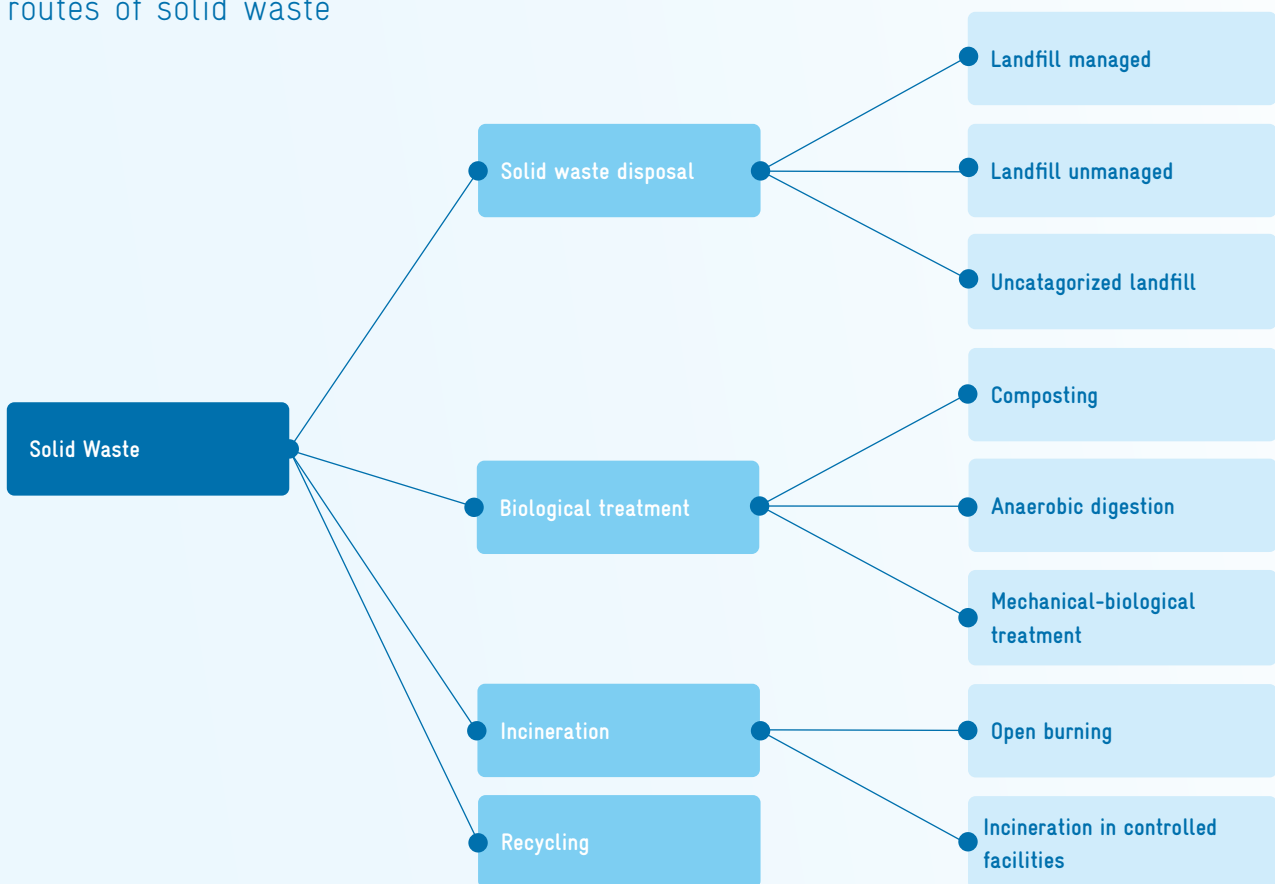 routes of solid waste
Solid Waste
Solid waste disposal
Landfill managed
Landfill unmanaged
Uncatagorized landfill
Biological treatment
Composting
Anaerobic digestion
Mechanical-biological
treatment
Incineration
Open burning
Incineration in controlled
facilities
Recycling